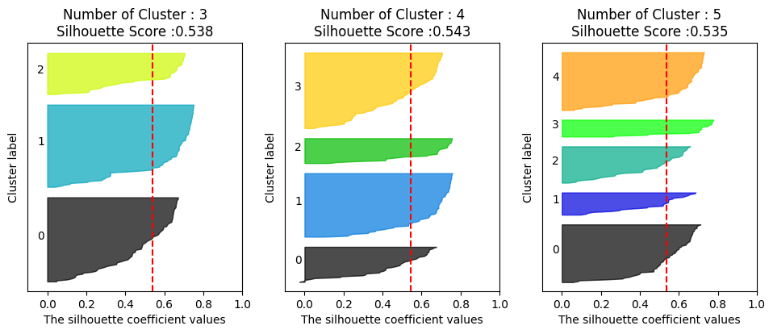 Number of Cluster : 3
Silhouette Score :0.538
Cluster label
2
1
0
0.0 0.2 0.4 0.6 0.8 1.0
The silhouette coefficient values
Number of Cluster : 4
Silhouette Score :0.543
Cluster label
3
2
1
0
0.0 0.2 0.4 0.6 0.8 1.0
The silhouette coefficient values
Number of Cluster : 5
Silhouette Score :0.535
Cluster label
4
3
2
1
0
0.0 0.2 0.4 0.6 0.8 1.0
The silhouette coefficient values